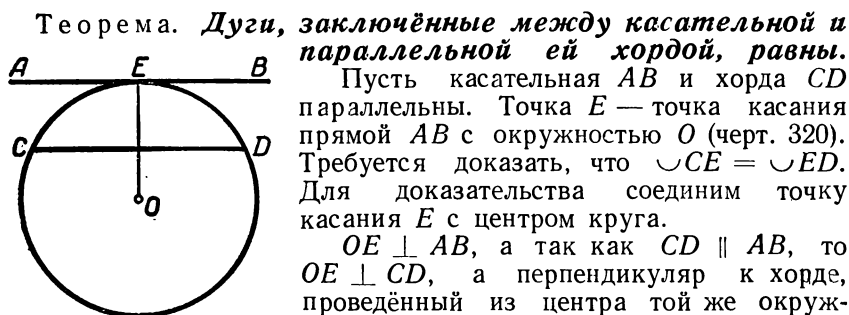 Теорема. Дуги, заключённые между касательной и
параллельной ей хордой, равны.
A E B
Пусть касательная AB и хорда CD
параллельны. Точка E — точка касания
прямой AB с окружностью O (черт. 320).
C D
Требуется доказать, что ◡CE = ◡ED.
Для доказательства соединим точку
O
касания E с центром круга.
OE ⊥ AB, а так как CD || AB, то
OE ⊥ CD, а перпендикуляр к хорде,
проведённый из центра той же окруж-